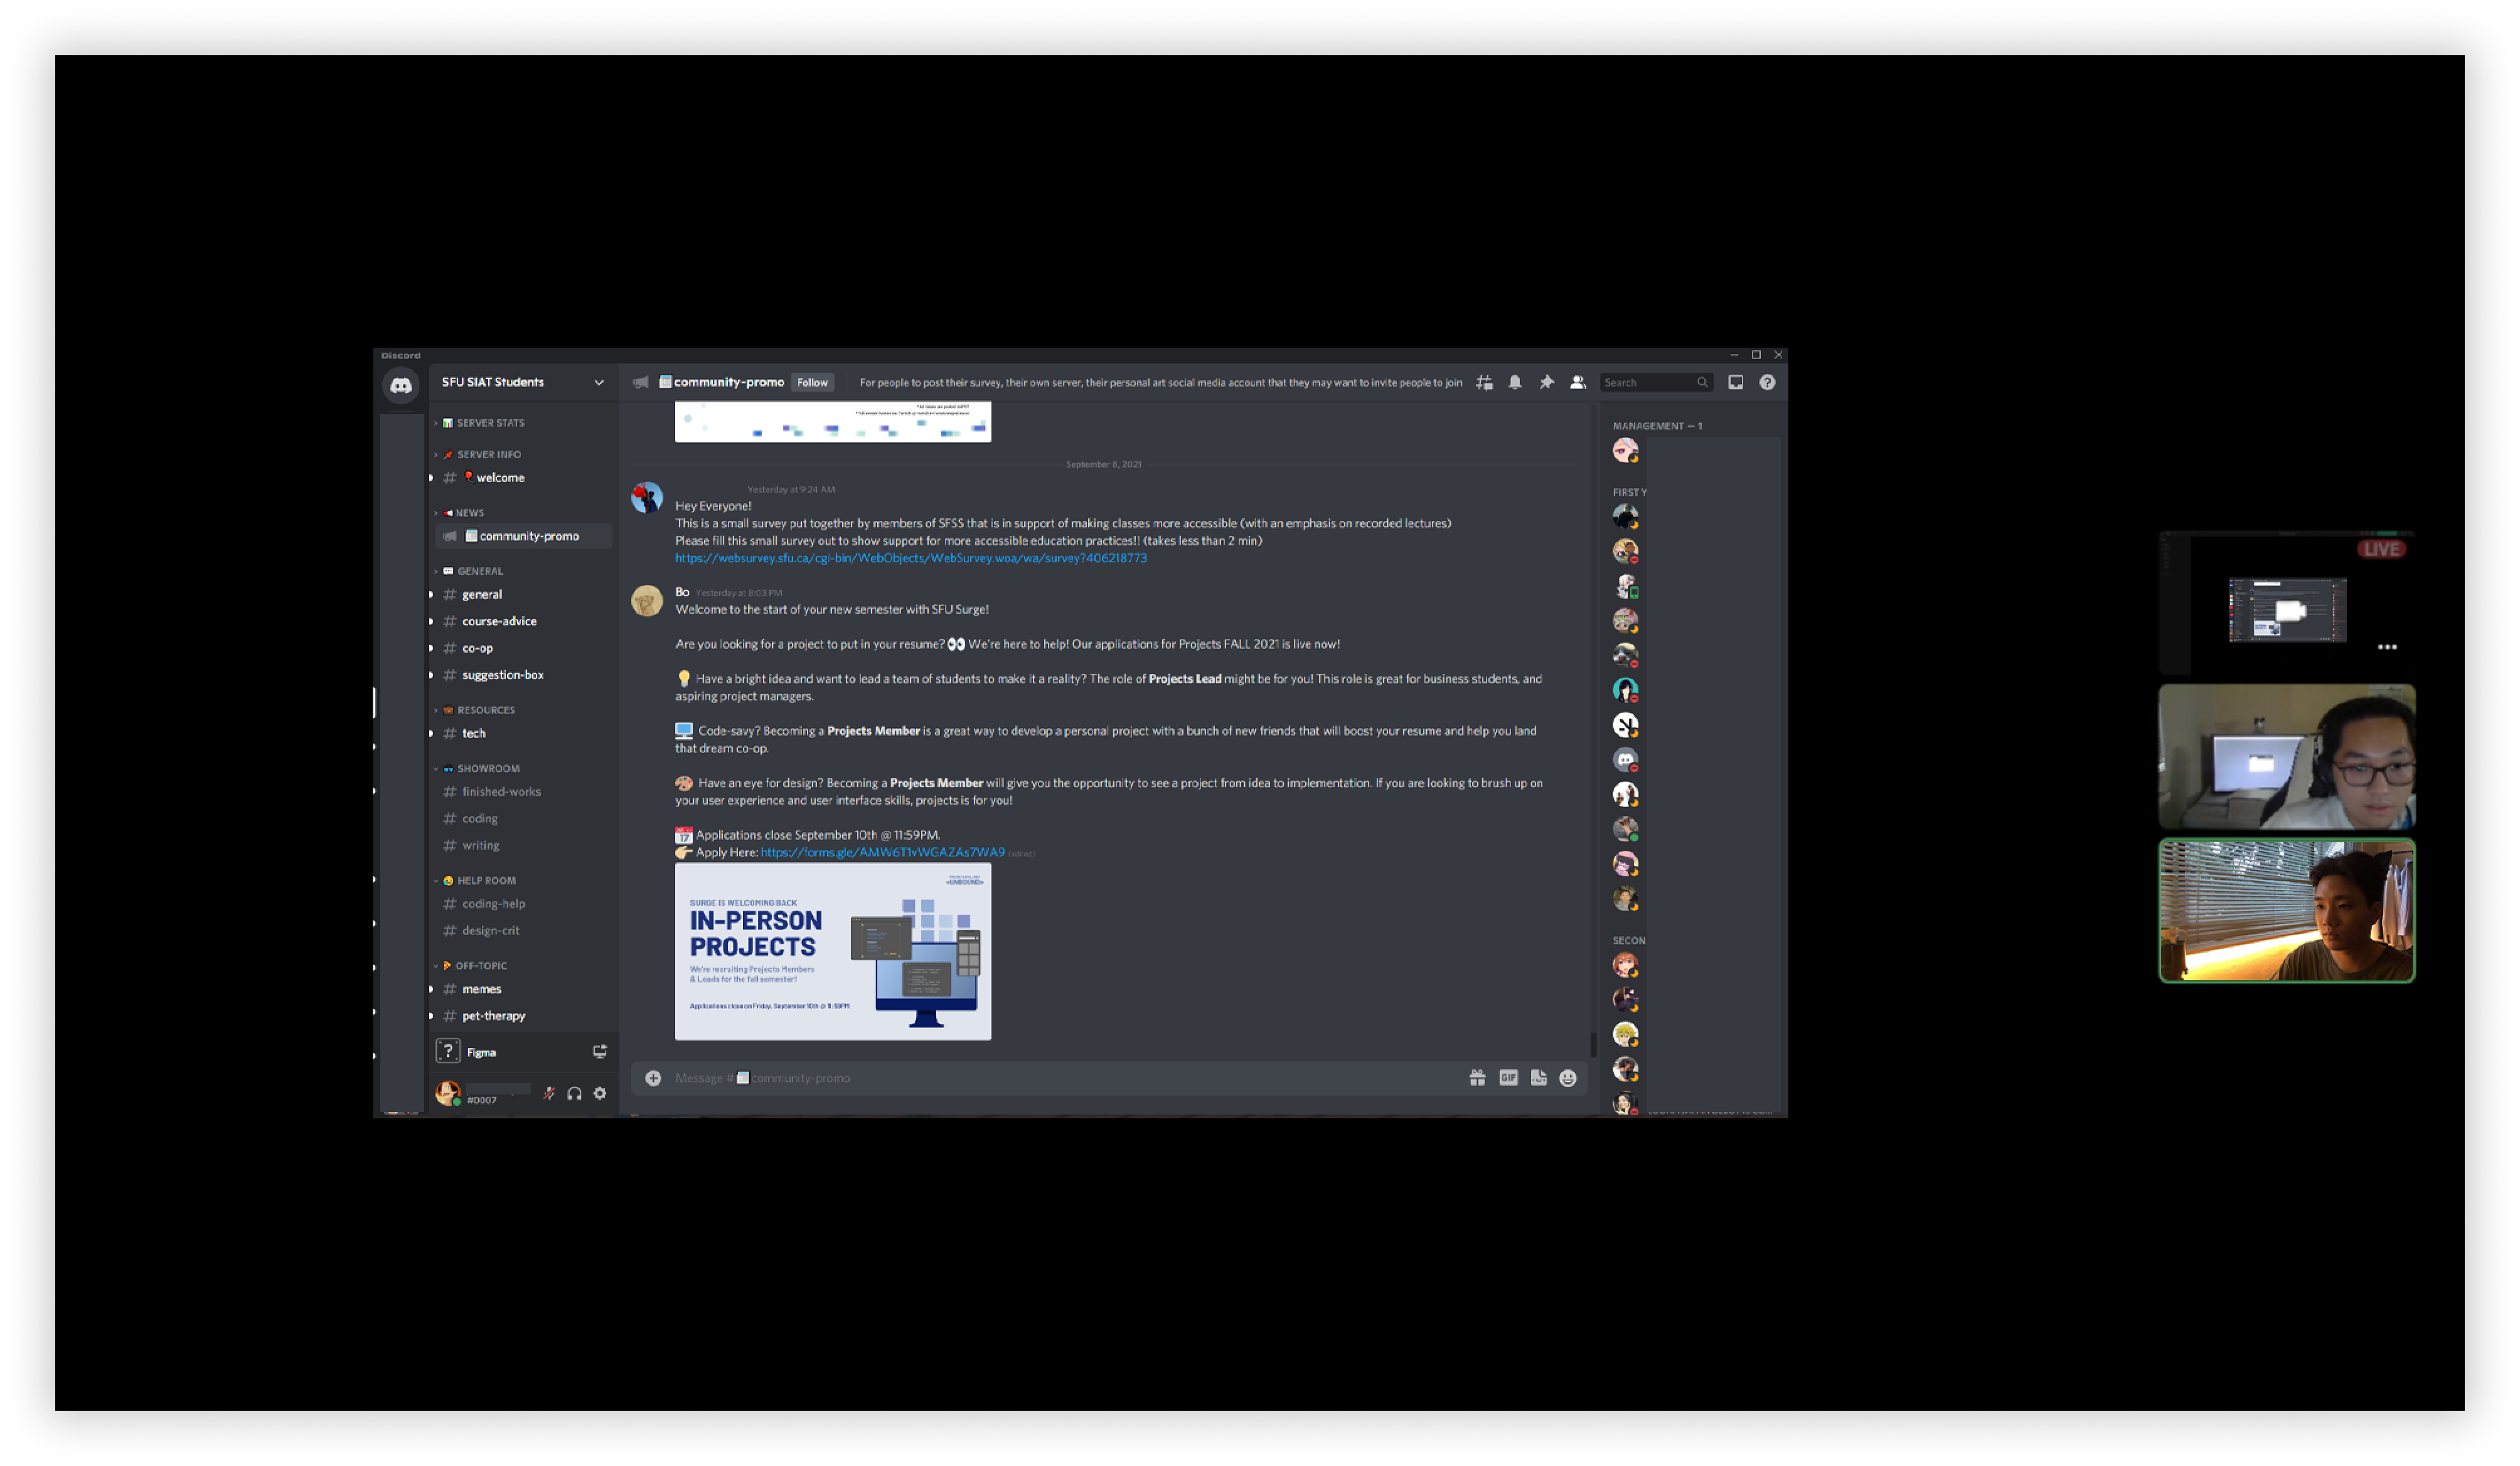 Discord
SFU SIAT Students
community-promo Follow For people to post their survey, their own server, their personal art social media account that they may want to invite people to join Search
SERVER STATS
SERVER INFO
# welcome
NEWS
community-promo
GENERAL
# general
# course-advice
# co-op
# suggestion-box
RESOURCES
# tech
SHOWROOM
# finished-works
# coding
# writing
HELP ROOM
# coding-help
# design-crit
OFF-TOPIC
# memes
# pet-therapy
Figma
#0007
September 8, 2021
Yesterday at 9:24 AM
Hey Everyone!
This is a small survey put together by members of SFSS that is in support of making classes more accessible (with an emphasis on recorded lectures)
Please fill this small survey out to show support for more accessible education practices!! (takes less than 2 min)
https://websurvey.sfu.ca/cgi-bin/WebObjects/WebSurvey.woa/wa/survey?406218773
Bo Yesterday at 8:03 PM
Welcome to the start of your new semester with SFU Surge!
Are you looking for a project to put in your resume? We're here to help! Our applications for Projects FALL 2021 is live now!
Have a bright idea and want to lead a team of students to make it a reality? The role of Projects Lead might be for you! This role is great for business students, and
aspiring project managers.
Code-savy? Becoming a Projects Member is a great way to develop a personal project with a bunch of new friends that will boost your resume and help you land
that dream co-op.
Have an eye for design? Becoming a Projects Member will give you the opportunity to see a project from idea to implementation. If you are looking to brush up on
your user experience and user interface skills, projects is for you!
17 Applications close September 10th @ 11:59PM.
Apply Here: https://forms.gle/AMW6T1vWGAZAs7WA9 (edited)
<UNBOUND>
SURGE IS WELCOMING BACK
IN-PERSON
PROJECTS
We're recruiting Projects Members
& Leads for the fall semester!
Applications close on Friday, September 10th @ 11:59PM
Message # community-promo
GIF
MANAGEMENT — 1
FIRST Y
SECON
LIVE